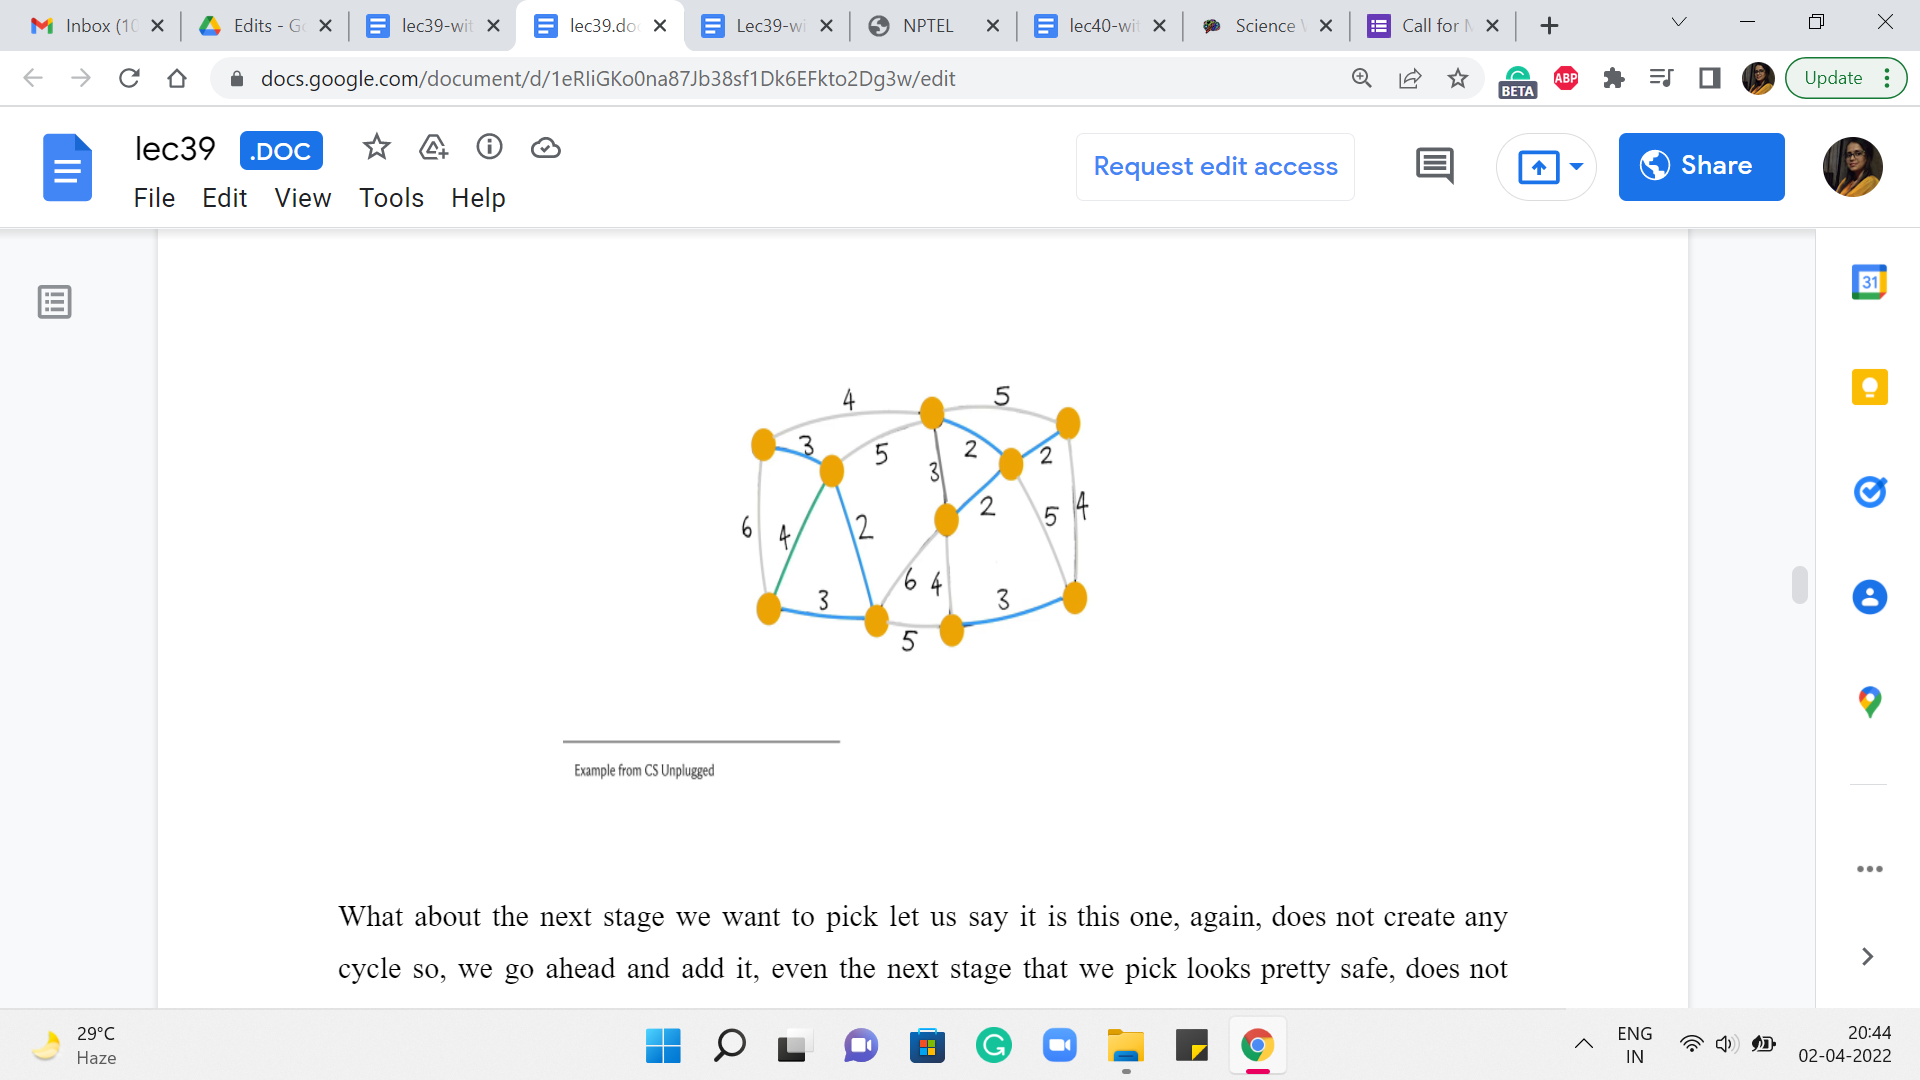 Inbox (10
Edits - Go
lec39-wit
lec39.do
Lec39-wi
NPTEL
lec40-wit
Science
Call for
docs.google.com/document/d/1eRIiGKo0na87Jb38sf1Dk6EFkto2Dg3w/edit
BETA
ABP
Update
lec39 .DOC
File Edit View Tools Help
Request edit access
Share
31
4 5
3 5 2 2
3
6 4 2 2 5 4
6 4
3 3
5
Example from CS Unplugged
What about the next stage we want to pick let us say it is this one, again, does not create any
cycle so, we go ahead and add it, even the next stage that we pick looks pretty safe, does not
29°C
Haze
ENG
IN
20:44
02-04-2022